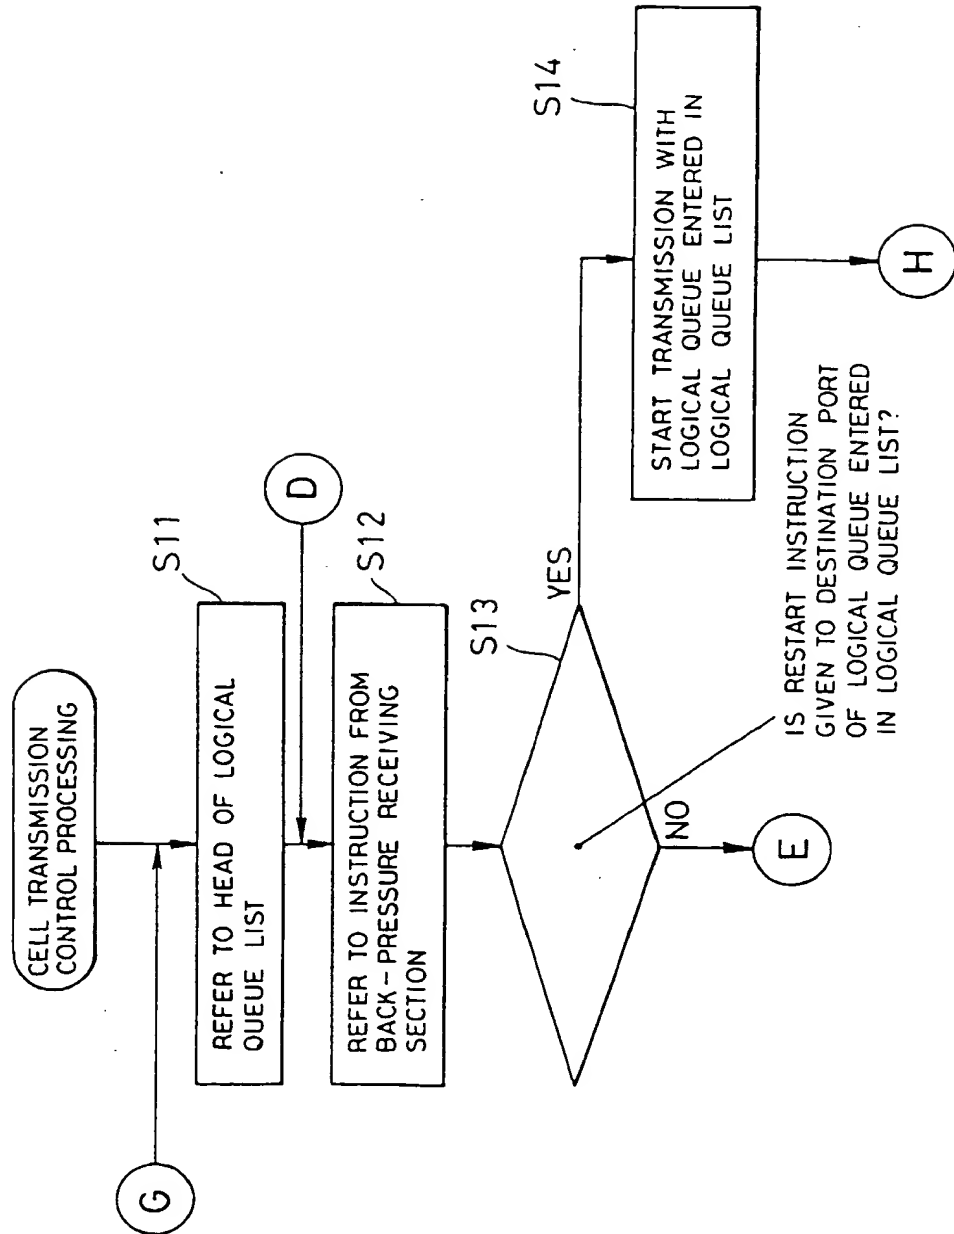 CELL TRANSMISSION
CONTROL PROCESSING
G
S11
REFER TO HEAD OF LOGICAL
QUEUE LIST
D
S12
REFER TO INSTRUCTION FROM
BACK-PRESSURE RECEIVING
SECTION
S13
YES
NO
E
IS RESTART INSTRUCTION
GIVEN TO DESTINATION PORT
OF LOGICAL QUEUE ENTERED
IN LOGICAL QUEUE LIST?
S14
START TRANSMISSION WITH
LOGICAL QUEUE ENTERED IN
LOGICAL QUEUE LIST
H